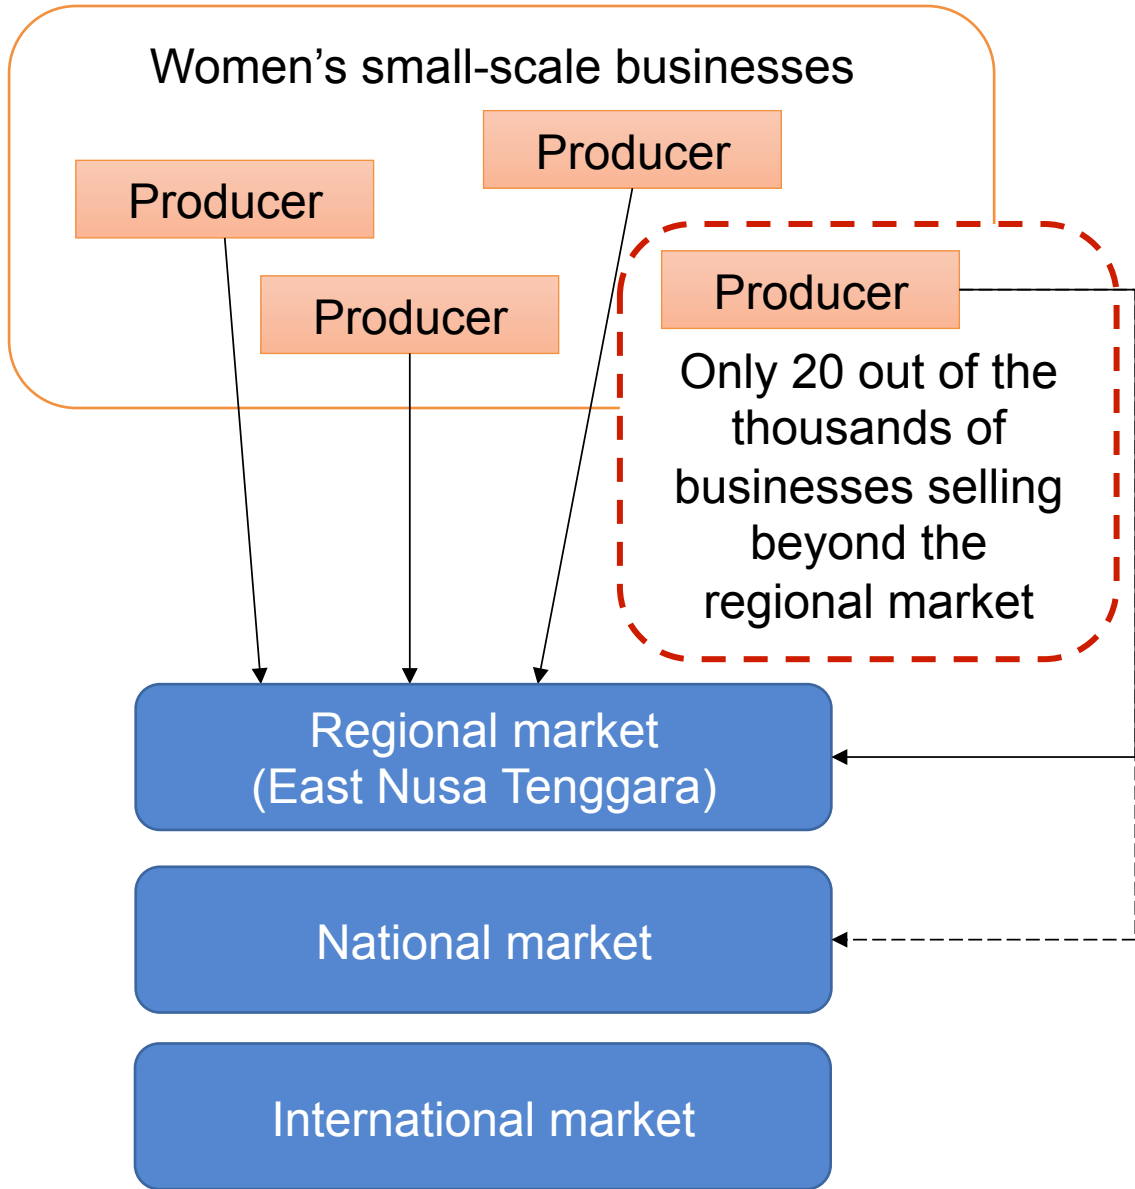 Women’s small-scale businesses
Producer
Producer
Producer
Producer
Only 20 out of the
thousands of
businesses selling
beyond the
regional market
Regional market
(East Nusa Tenggara)
National market
International market